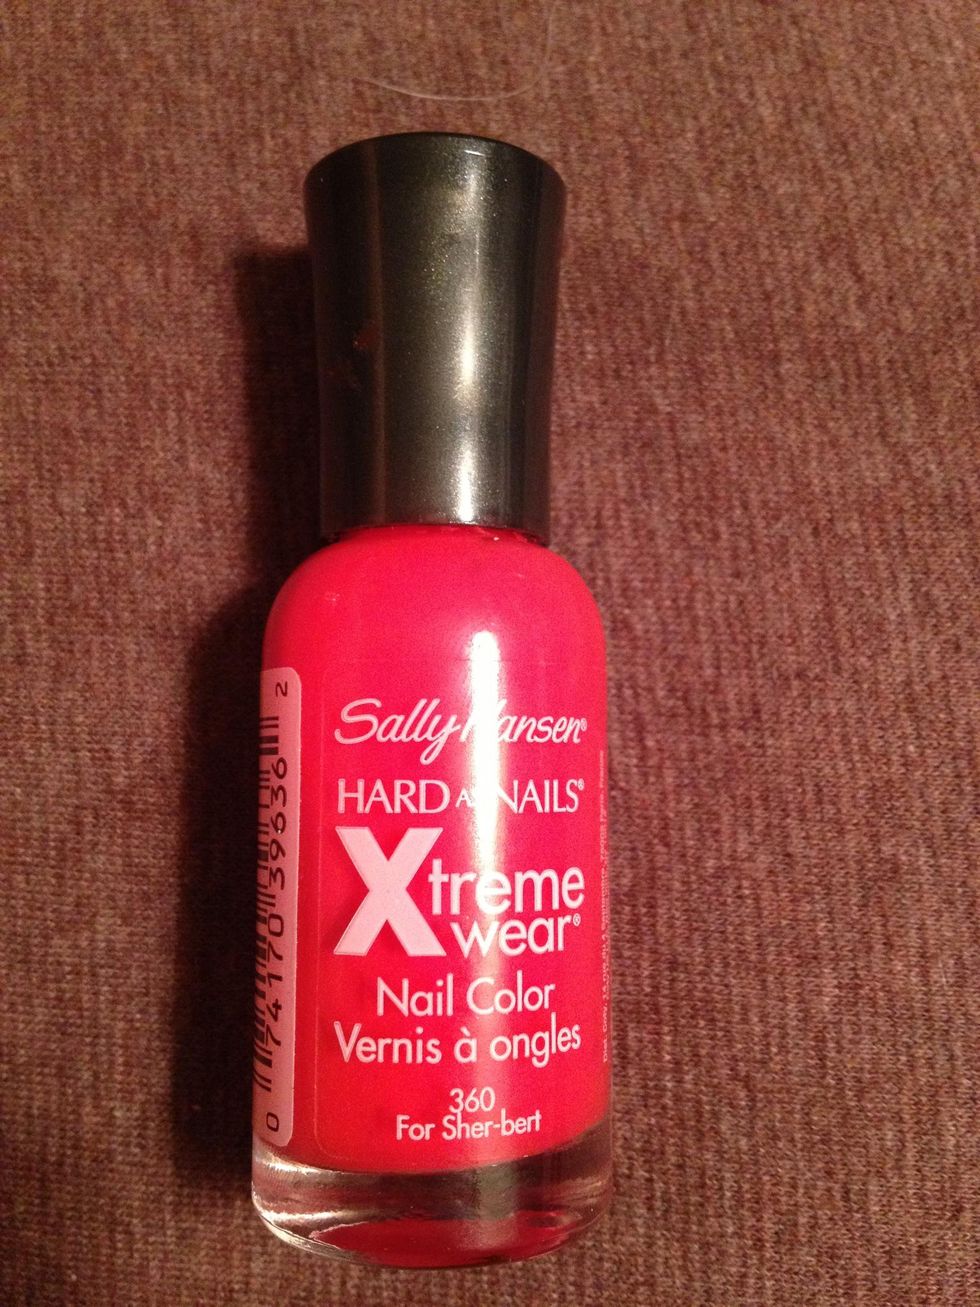 Sally Hansen®
HARD AS NAILS®
Xtreme
wear®
Nail Color
Vernis à ongles
360
For Sher-bert
0 74170 39636 2